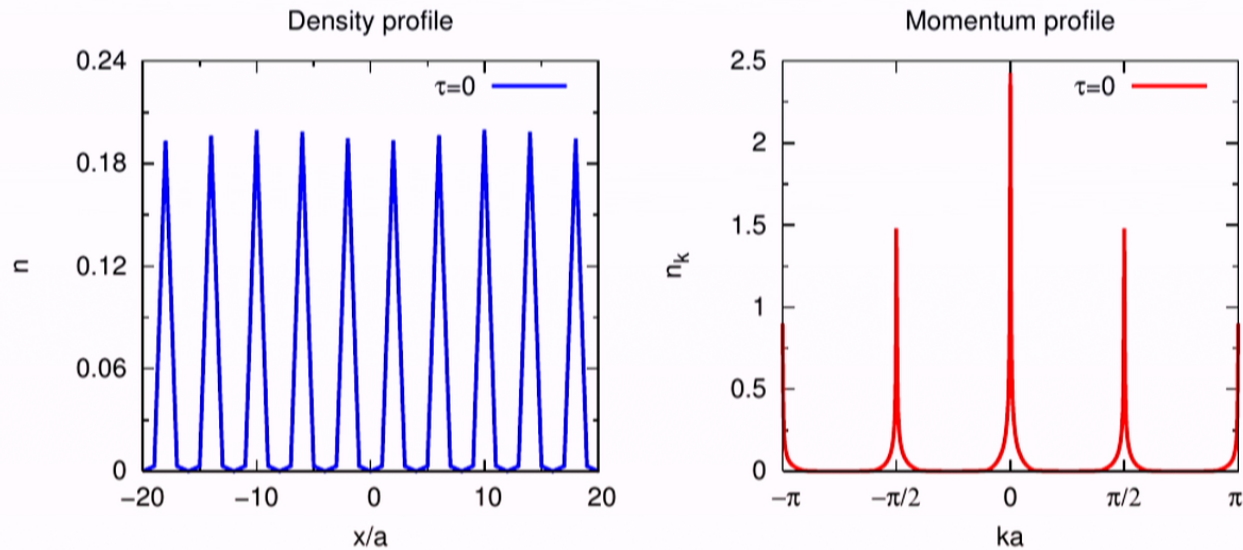 Density profile
0.24
0.18
0.12
0.06
0
n
τ=0
−20
−10
0
10
20
x/a
Momentum profile
2.5
2
1.5
1
0.5
0
n_k
τ=0
−π
−π/2
0
π/2
π
ka